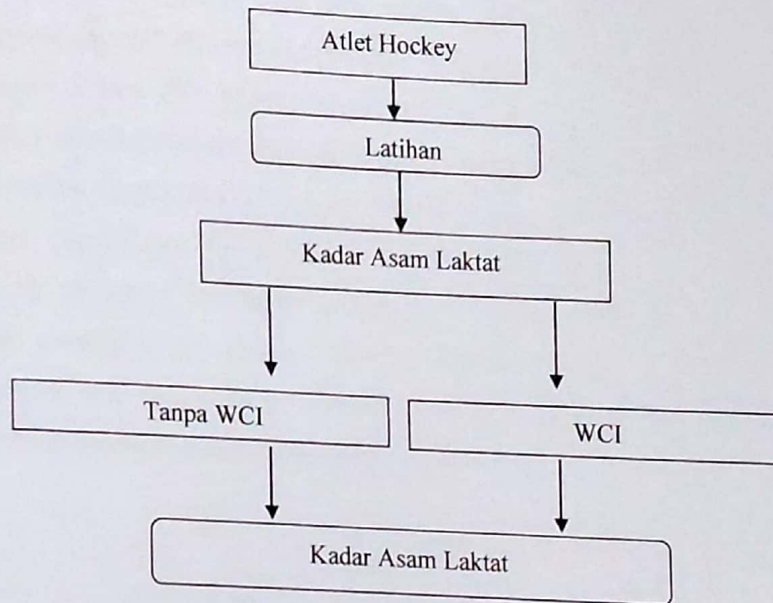 Atlet Hockey
Latihan
Kadar Asam Laktat
Tanpa WCI
WCI
Kadar Asam Laktat